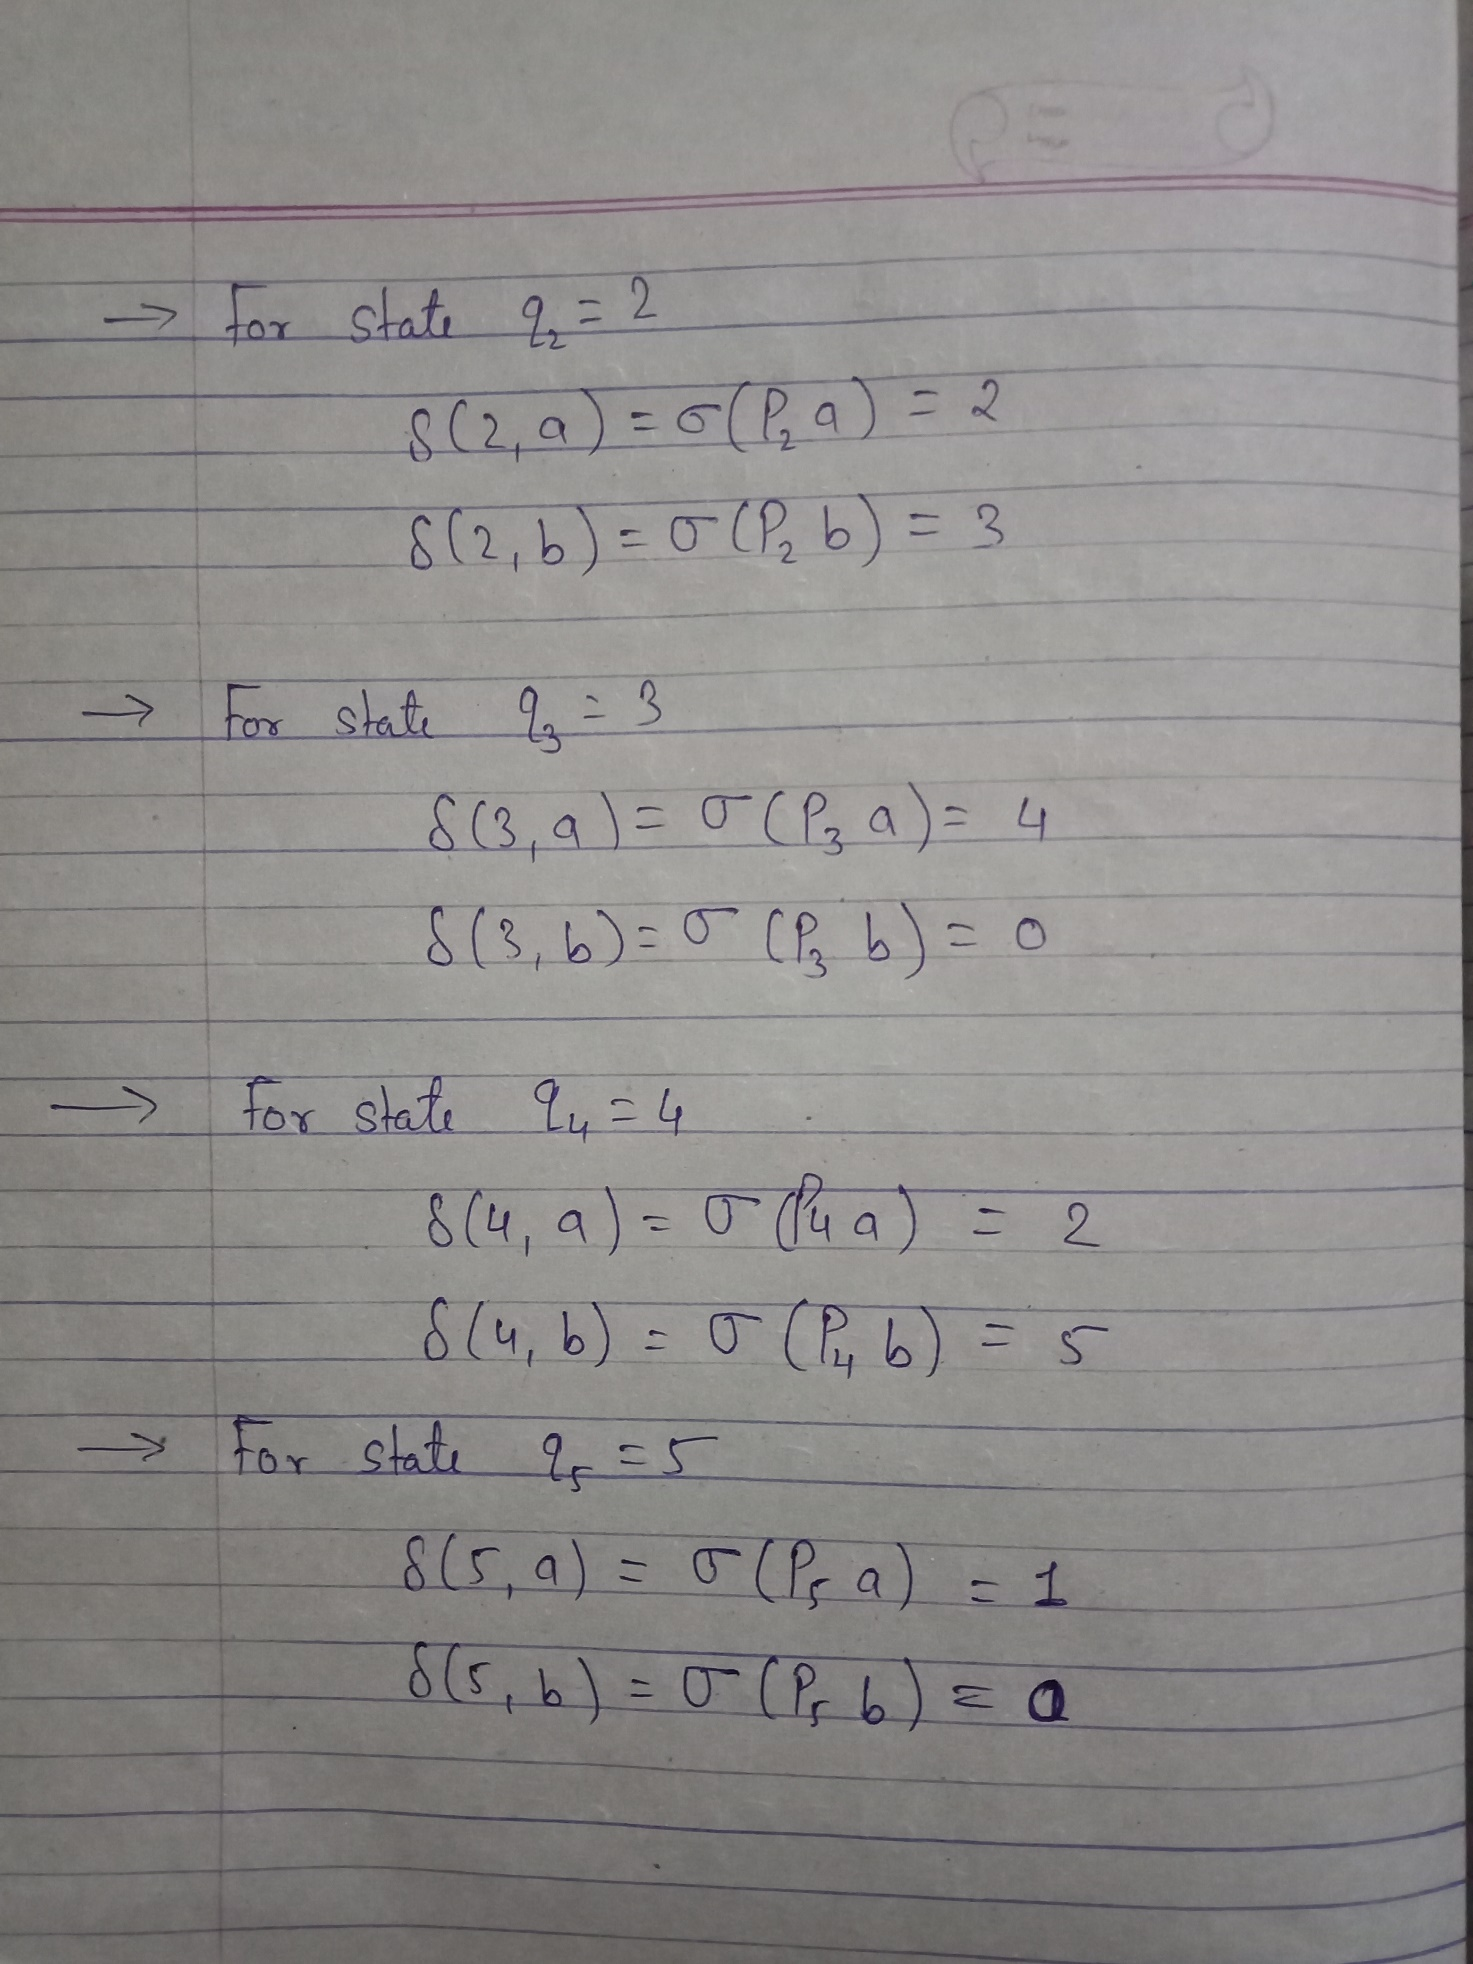 → For state q₂ = 2
δ(2, a) = σ(P₂ a) = 2
δ(2, b) = σ(P₂ b) = 3
→ For state q₃ = 3
δ(3, a) = σ(P₃ a) = 4
δ(3, b) = σ(P₃ b) = 0
→ For state q₄ = 4
δ(4, a) = σ(P₄ a) = 2
δ(4, b) = σ(P₄ b) = 5
→ For state q₅ = 5
δ(5, a) = σ(P₅ a) = 1
δ(5, b) = σ(P₅ b) = 0